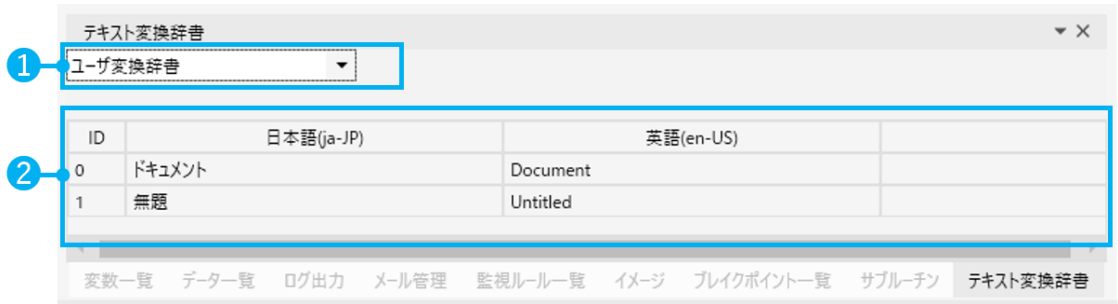 テキスト変換辞書
1 ユーザ変換辞書
ID 日本語(ja-JP) 英語(en-US)
2
0 ドキュメント Document
1 無題 Untitled
変数一覧 データ一覧 ログ出力 メール管理 監視ルール一覧 イメージ ブレイクポイント一覧 サブルーチン テキスト変換辞書